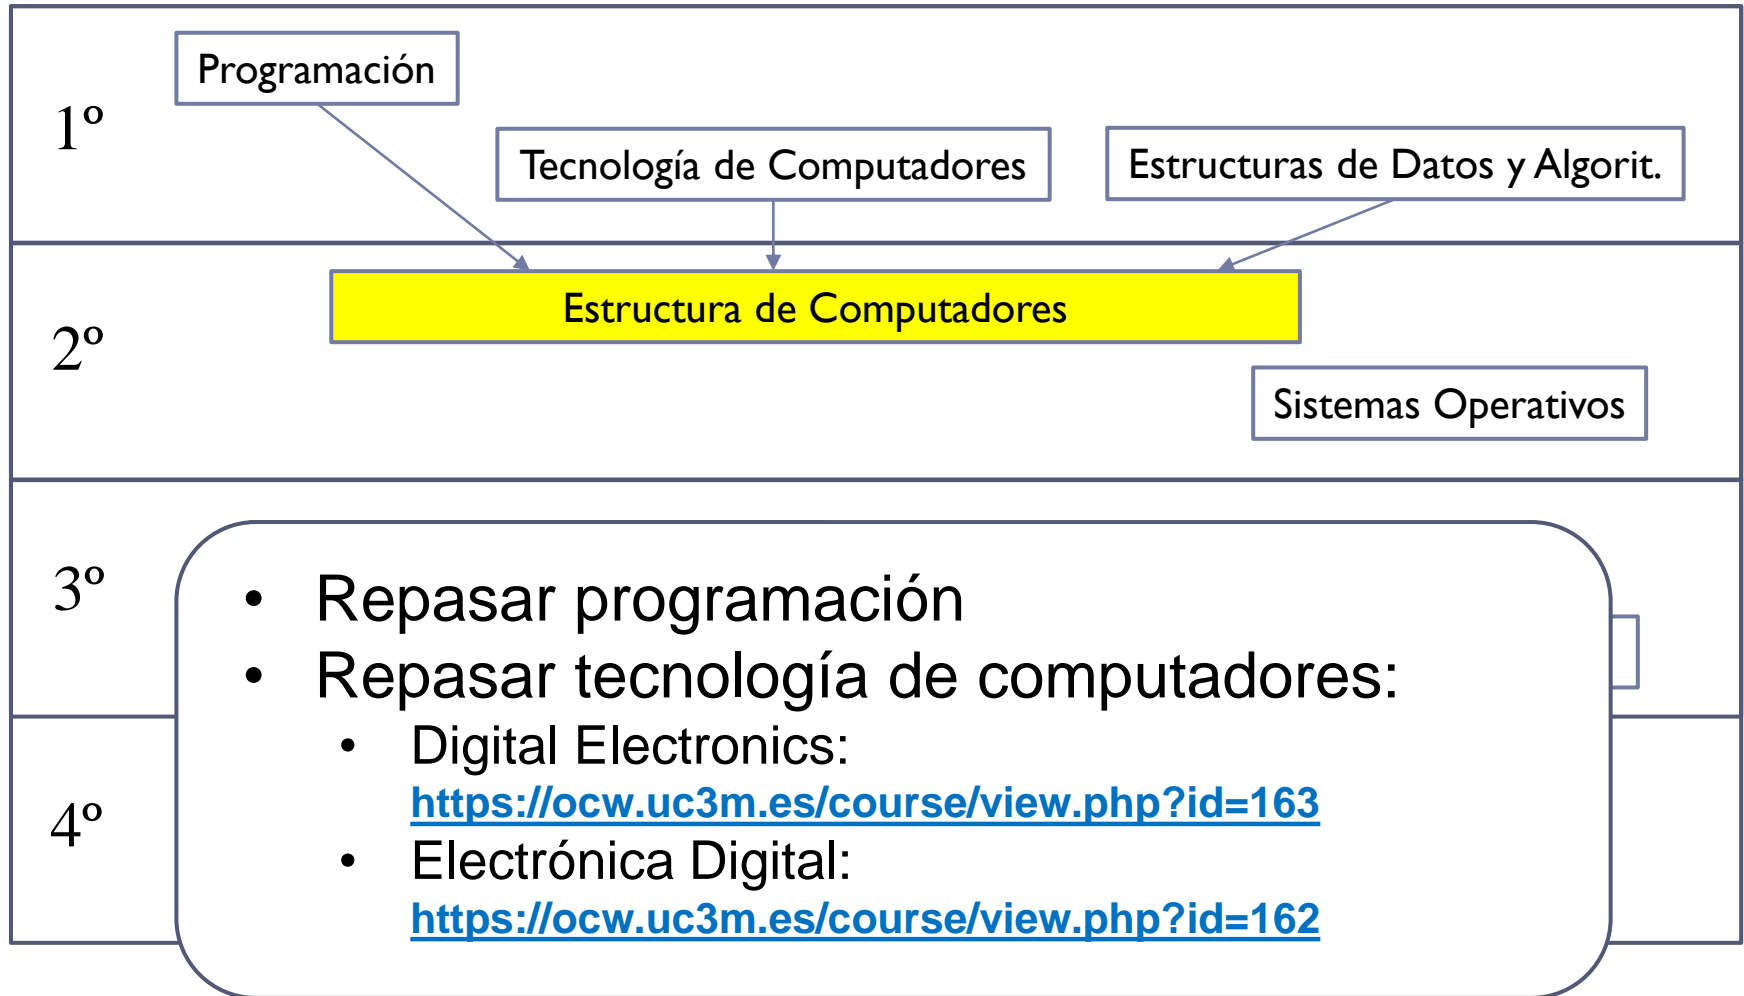 1º
Programación
Tecnología de Computadores
Estructuras de Datos y Algorit.
2º
Estructura de Computadores
Sistemas Operativos
3º
• Repasar programación
• Repasar tecnología de computadores:
• Digital Electronics:
https://ocw.uc3m.es/course/view.php?id=163
4º
• Electrónica Digital:
https://ocw.uc3m.es/course/view.php?id=162